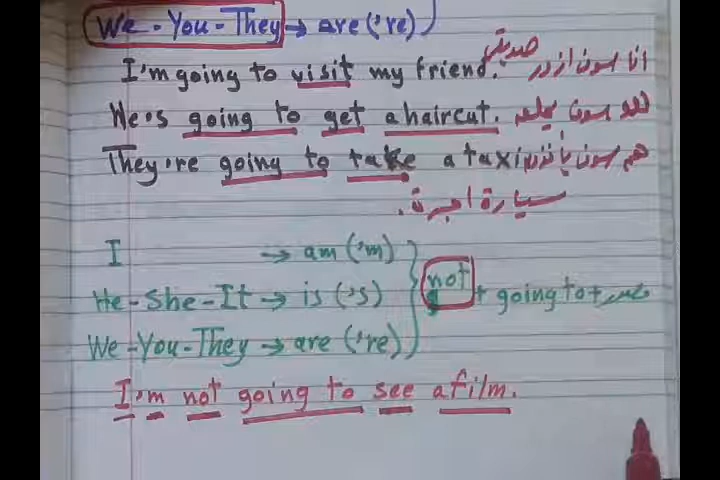 We - You - They → are ('re)
I'm going to visit my friend. انا سوف ازور صديقي
He's going to get a haircut. سوف
They're going to take a taxi هم سوف يأخذون
سيارة اجرة.
I → am ('m)
He - She - It → is ('s) not + going to + مصدر
We - You - They → are ('re)
I'm not going to see a film.